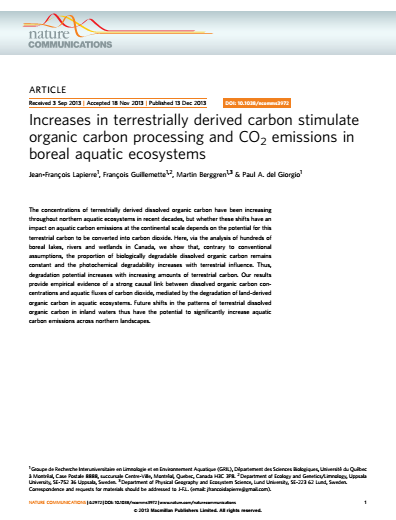 nature
COMMUNICATIONS
ARTICLE
Received 3 Sep 2013 | Accepted 18 Nov 2013 | Published 13 Dec 2013
DOI: 10.1038/ncomms3972
Increases in terrestrially derived carbon stimulate
organic carbon processing and CO2 emissions in
boreal aquatic ecosystems
Jean-François Lapierre1, François Guillemette1,2, Martin Berggren1,3 & Paul A. del Giorgio1
The concentrations of terrestrially derived dissolved organic carbon have been increasing
throughout northern aquatic ecosystems in recent decades, but whether these shifts have an
impact on aquatic carbon emissions at the continental scale depends on the potential for this
terrestrial carbon to be converted into carbon dioxide. Here, via the analysis of hundreds of
boreal lakes, rivers and wetlands in Canada, we show that, contrary to conventional
assumptions, the proportion of biologically degradable dissolved organic carbon remains
constant and the photochemical degradability increases with terrestrial influence. Thus,
degradation potential increases with increasing amounts of terrestrial carbon. Our results
provide empirical evidence of a strong causal link between dissolved organic carbon con-
centrations and aquatic fluxes of carbon dioxide, mediated by the degradation of land-derived
organic carbon in aquatic ecosystems. Future shifts in the patterns of terrestrial dissolved
organic carbon in inland waters thus have the potential to significantly increase aquatic
carbon emissions across northern landscapes.
1 Groupe de Recherche Interuniversitaire en Limnologie et en Environnement Aquatique (GRIL), Département des Sciences Biologiques, Université du Québec
à Montréal, Case Postale 8888, succursale Centre-Ville, Montréal, Quebec, Canada H3C 3P8. 2 Department of Ecology and Genetics/Limnology, Uppsala
University, SE-752 36 Uppsala, Sweden. 3 Department of Physical Geography and Ecosystem Science, Lund University, SE-223 62 Lund, Sweden.
Correspondence and requests for materials should be addressed to J-F.L. (email: jfrancoislapierre@gmail.com).
NATURE COMMUNICATIONS | 4:2972 | DOI: 10.1038/ncomms3972 | www.nature.com/naturecommunications 1
© 2013 Macmillan Publishers Limited. All rights reserved.